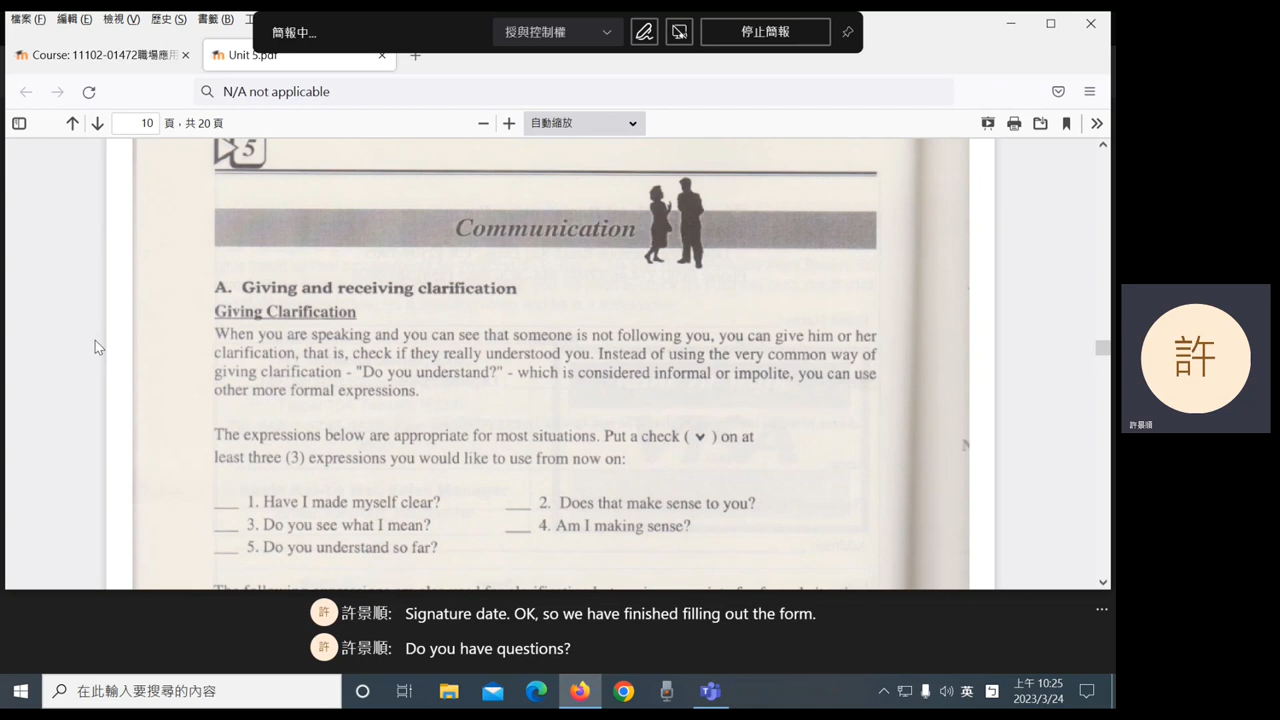 檔案 (F) 編輯 (E) 檢視 (V) 歷史 (S) 書籤 (B)
簡報中...
授與控制權
停止簡報
Course: 11102-01472職場應用
Unit 5.pdf
N/A not applicable
10 頁，共 20 頁
自動縮放
5
Communication
A. Giving and receiving clarification
Giving Clarification
When you are speaking and you can see that someone is not following you, you can give him or her
clarification, that is, check if they really understood you. Instead of using the very common way of
giving clarification - "Do you understand?" - which is considered informal or impolite, you can use
other more formal expressions.
The expressions below are appropriate for most situations. Put a check ( ✔ ) on at
least three (3) expressions you would like to use from now on:
___ 1. Have I made myself clear? ___ 2. Does that make sense to you?
___ 3. Do you see what I mean? ___ 4. Am I making sense?
___ 5. Do you understand so far?
許
許景順
許 許景順: Signature date. OK, so we have finished filling out the form.
許 許景順: Do you have questions?
在此輸入要搜尋的內容
英
上午 10:25
2023/3/24